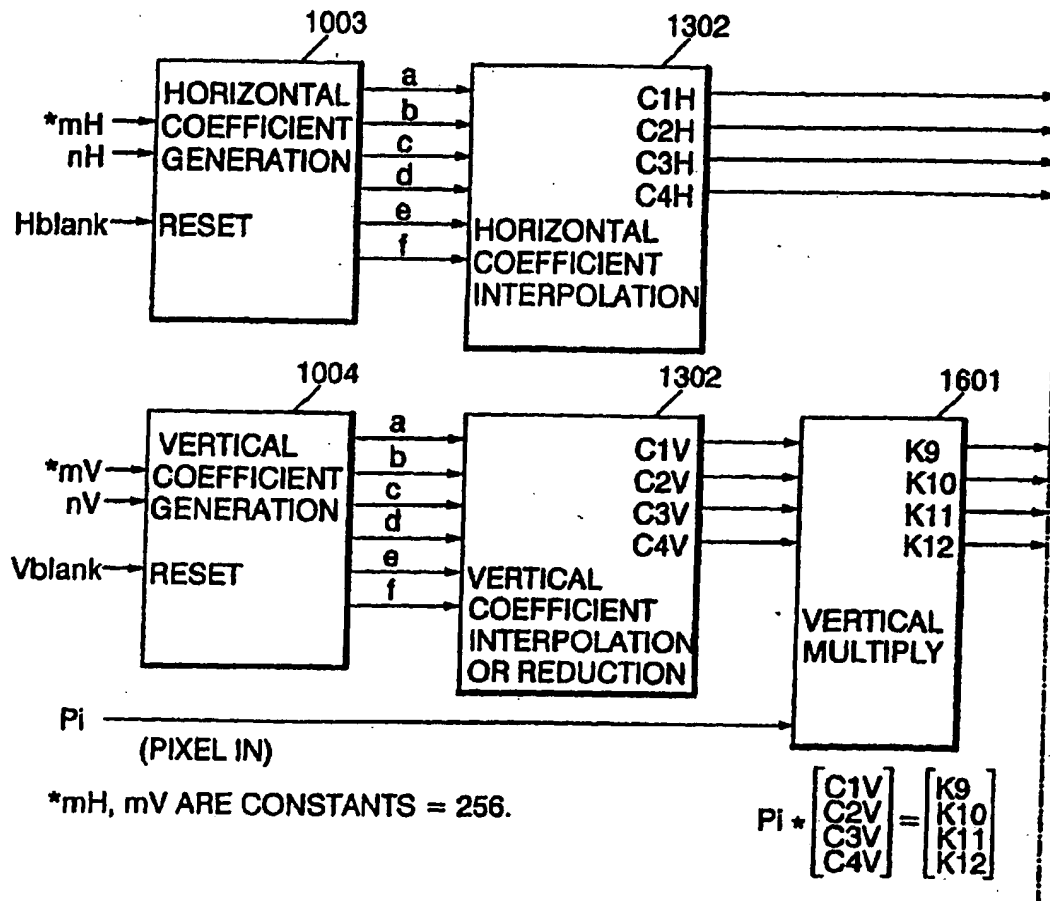 1003
1302
HORIZONTAL
COEFFICIENT
GENERATION
*mH
nH
Hblank
RESET
a
b
c
d
e
f
C1H
C2H
C3H
C4H
HORIZONTAL
COEFFICIENT
INTERPOLATION
1004
1302
1601
VERTICAL
COEFFICIENT
GENERATION
*mV
nV
Vblank
RESET
a
b
c
d
e
f
C1V
C2V
C3V
C4V
VERTICAL
COEFFICIENT
INTERPOLATION
OR REDUCTION
K9
K10
K11
K12
VERTICAL
MULTIPLY
Pi
(PIXEL IN)
*mH, mV ARE CONSTANTS = 256.
Pi * [C1V] = [K9]
C2V K10
C3V K11
C4V K12